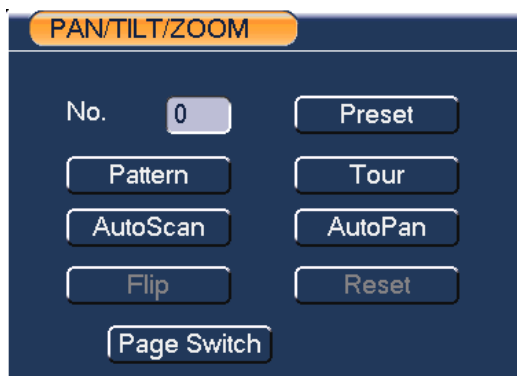 PAN/TILT/ZOOM
No. 0 Preset
Pattern Tour
AutoScan AutoPan
Flip Reset
Page Switch